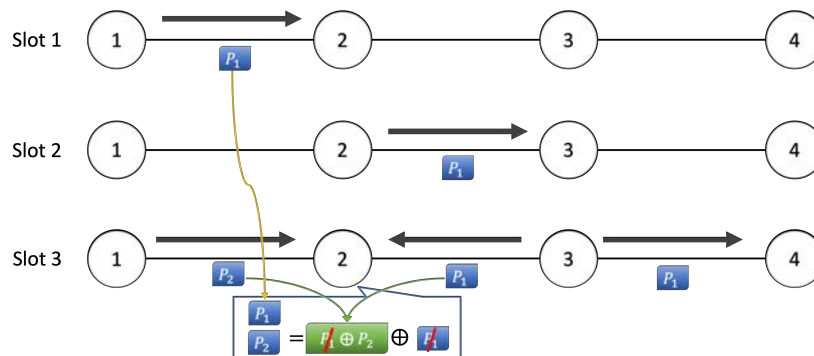 Slot 1 1 2 3 4
P₁
Slot 2 1 2 3 4
P₁
Slot 3 1 2 3 4
P₂ P₁ P₁
P₁
P₂ = P₁ ⊕ P₂ ⊕ P₁